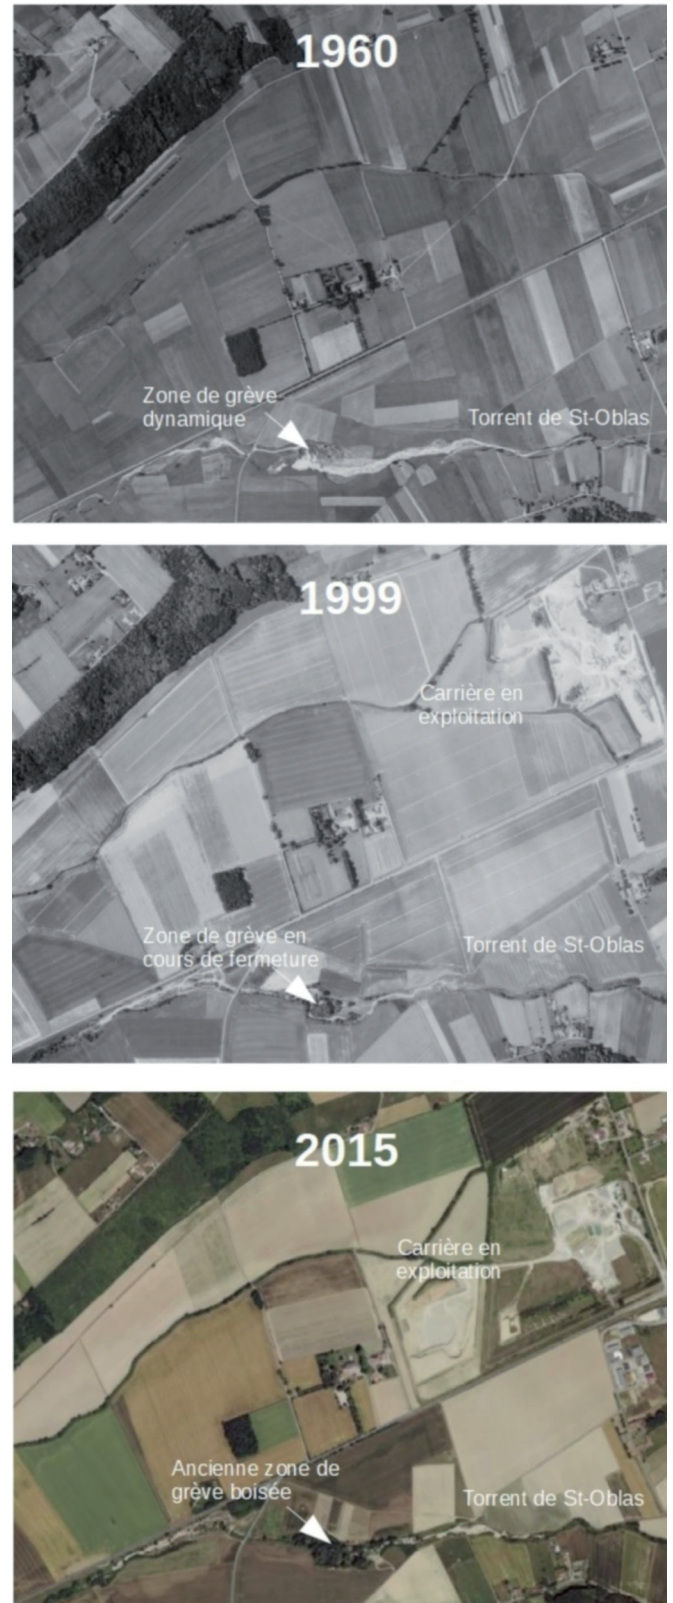 1960
Zone de grève
dynamique
Torrent de St-Oblas
1999
Carrière en
exploitation
Zone de grève en
cours de fermeture
Torrent de St-Oblas
2015
Carrière en
exploitation
Ancienne zone de
grève boisée
Torrent de St-Oblas